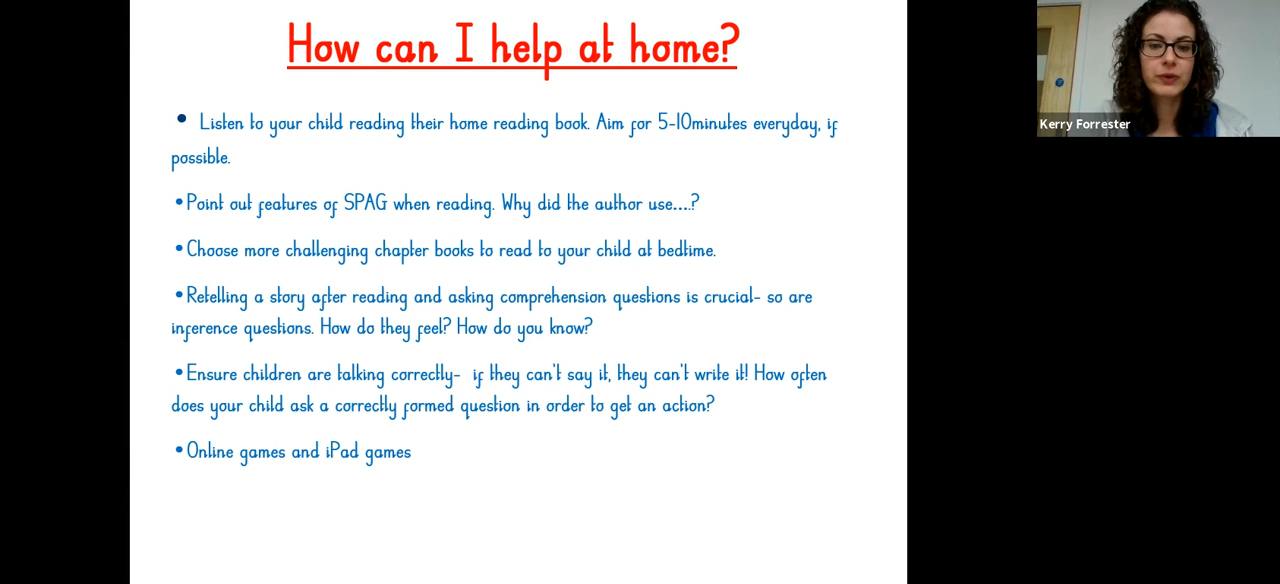 How can I help at home?
• Listen to your child reading their home reading book. Aim for 5-10minutes everyday, if
possible.
•Point out features of SPAG when reading. Why did the author use....?
•Choose more challenging chapter books to read to your child at bedtime.
•Retelling a story after reading and asking comprehension questions is crucial- so are
inference questions. How do they feel? How do you know?
•Ensure children are talking correctly-  if they can't say it, they can't write it! How often
does your child ask a correctly formed question in order to get an action?
•Online games and iPad games
Kerry Forrester